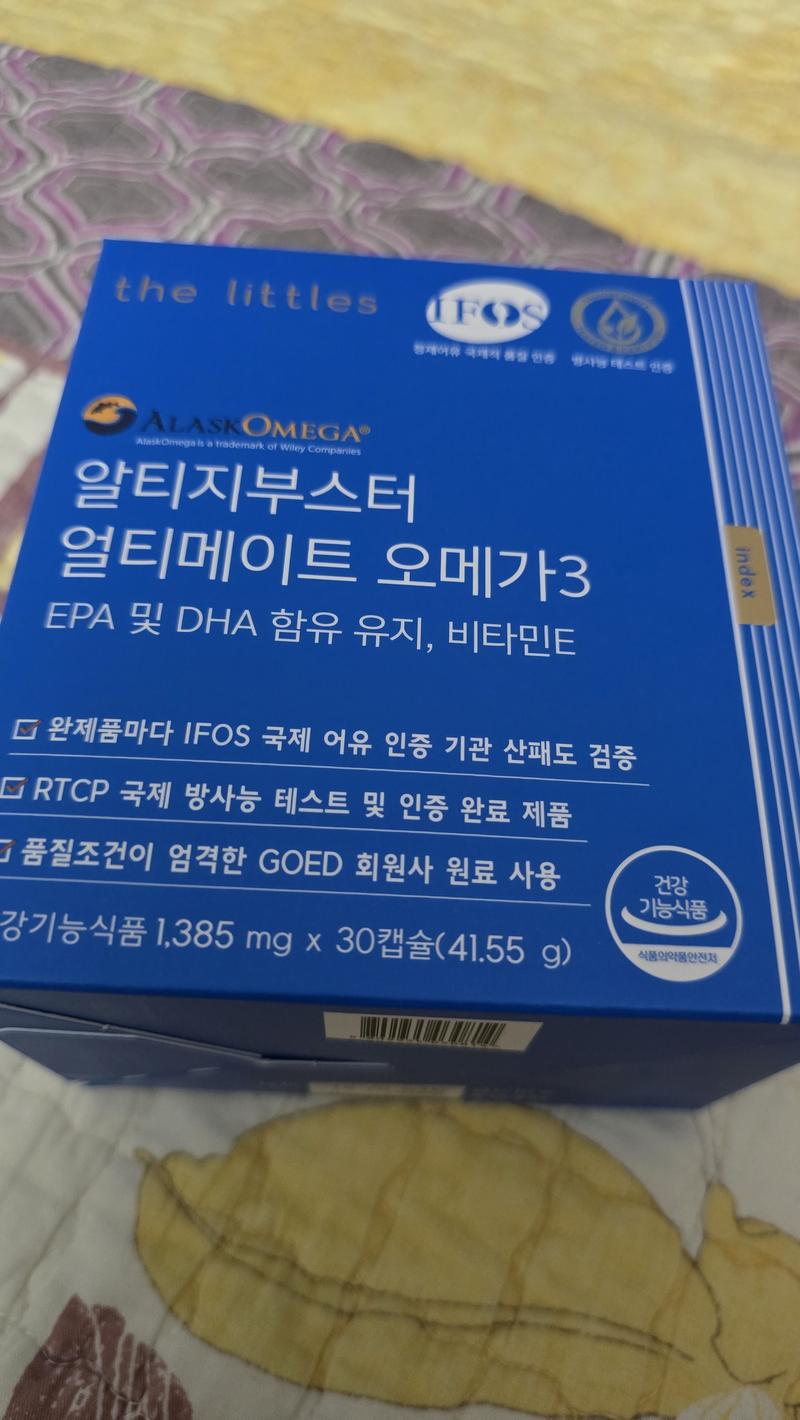 the littles
IFOS
정제어유 국제적 품질 인증
방사능 테스트 인증
ALASKOMEGA®
AlaskOmega is a trademark of Wiley Companies
알티지부스터
얼티메이트 오메가3
EPA 및 DHA 함유 유지, 비타민E
index
완제품마다 IFOS 국제 어유 인증 기관 산패도 검증
RTCP 국제 방사능 테스트 및 인증 완료 제품
품질조건이 엄격한 GOED 회원사 원료 사용
강기능식품 1,385 mg x 30캡슐(41.55 g)
건강
기능식품
식품의약품안전처